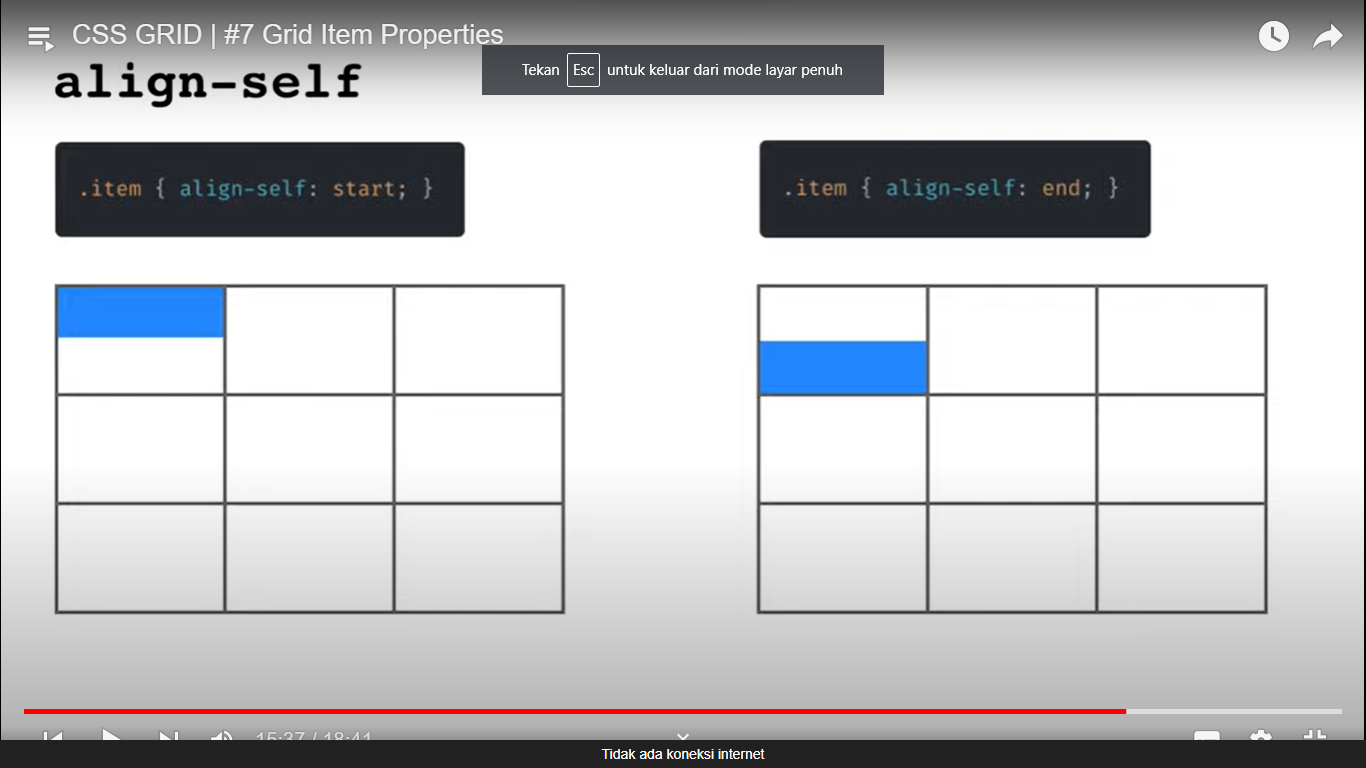 CSS GRID | #7 Grid Item Properties
Tekan Esc untuk keluar dari mode layar penuh
align-self
.item { align-self: start; }
.item { align-self: end; }
15:37 / 18:41
Tidak ada koneksi internet